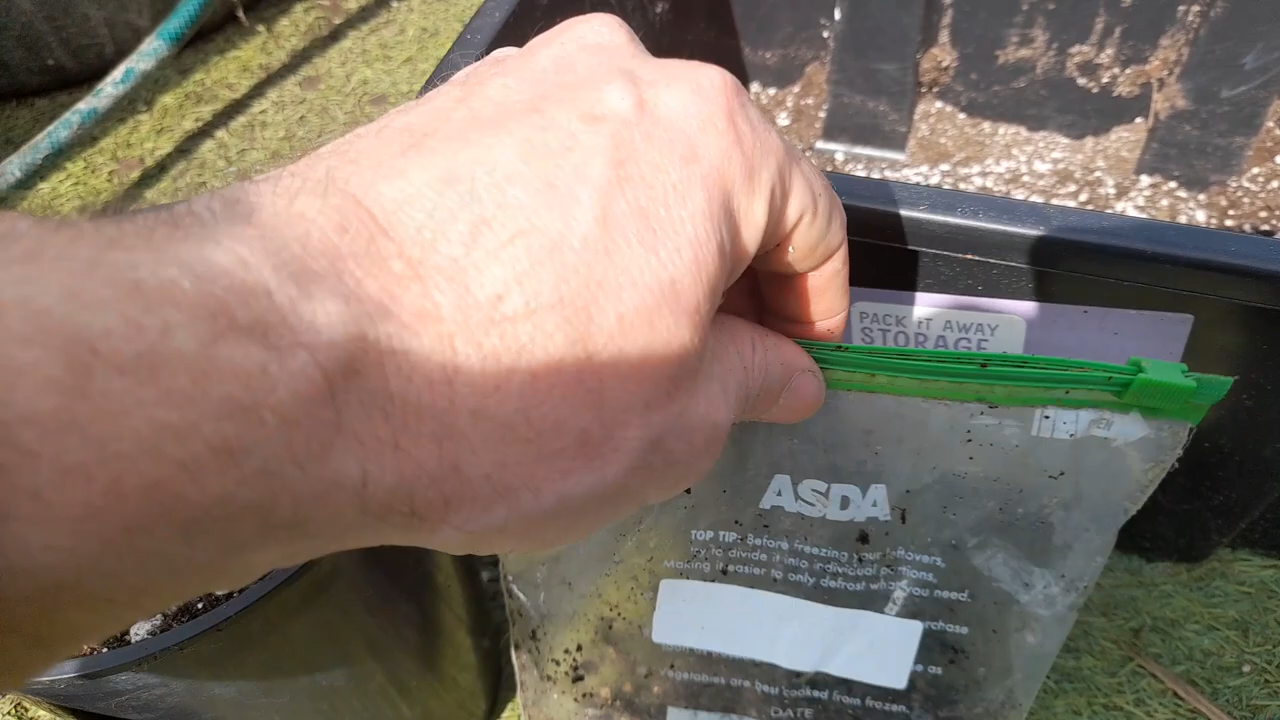 PACK IT AWAY
STORAGE
ASDA
TOP TIP: Before freezing your leftovers,
try to divide it into individual portions,
Making it easier to only defrost what you need.
as
vegetables are best cooked from frozen.
DATE